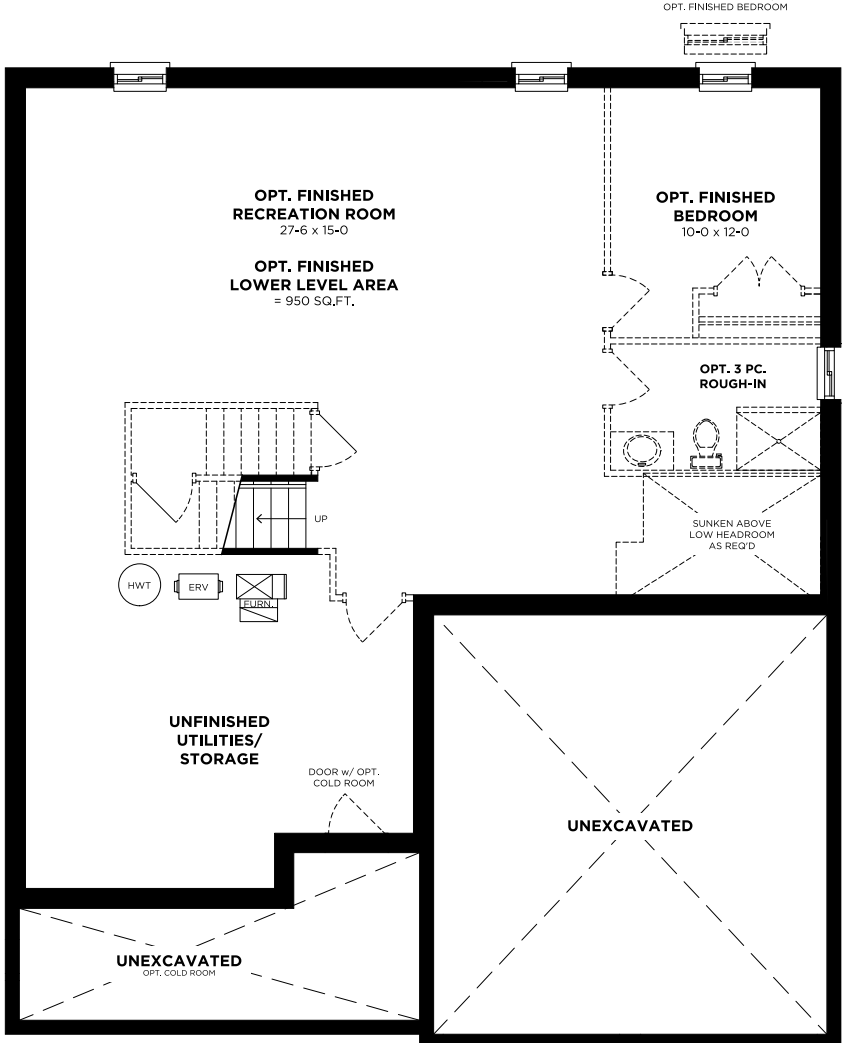 OPT. FINISHED BEDROOM
OPT. FINISHED
RECREATION ROOM
27-6 x 15-0
OPT. FINISHED
LOWER LEVEL AREA
= 950 SQ.FT.
OPT. FINISHED
BEDROOM
10-0 x 12-0
OPT. 3 PC.
ROUGH-IN
UP
SUNKEN ABOVE
LOW HEADROOM
AS REQ'D
HWT
ERV
FURN.
UNFINISHED
UTILITIES/
STORAGE
DOOR w/ OPT.
COLD ROOM
UNEXCAVATED
UNEXCAVATED
OPT. COLD ROOM